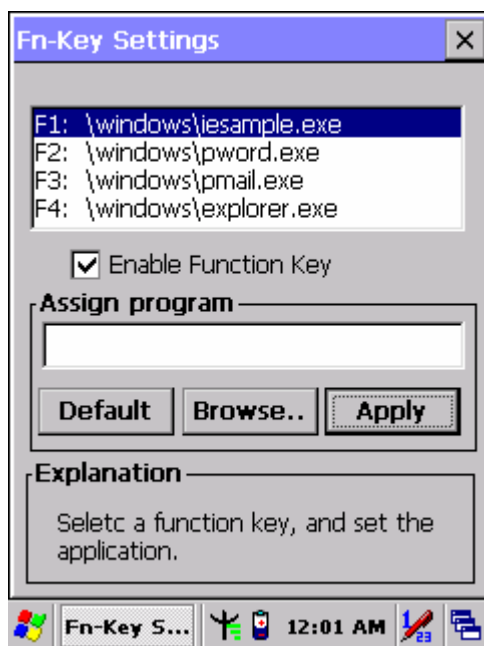 Fn-Key Settings
F1: \windows\iesample.exe
F2: \windows\pword.exe
F3: \windows\pmail.exe
F4: \windows\explorer.exe
Enable Function Key
Assign program
Default Browse.. Apply
Explanation
Seletc a function key, and set the
application.
Fn-Key S... 12:01 AM 1 23